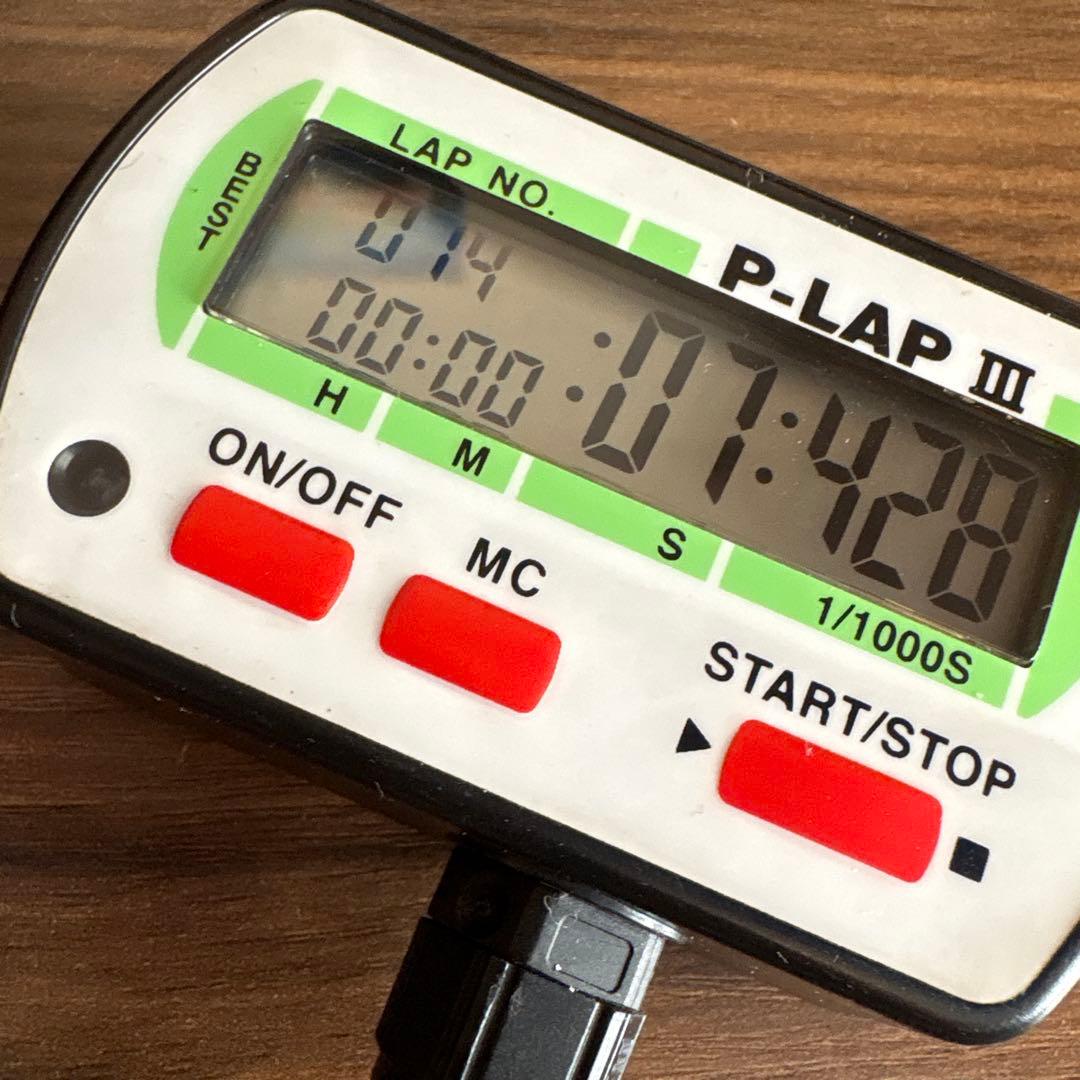 LAP NO.
BEST
P-LAP III
014
00:00:07:428
H M S 1/1000S
ON/OFF
MC
START/STOP